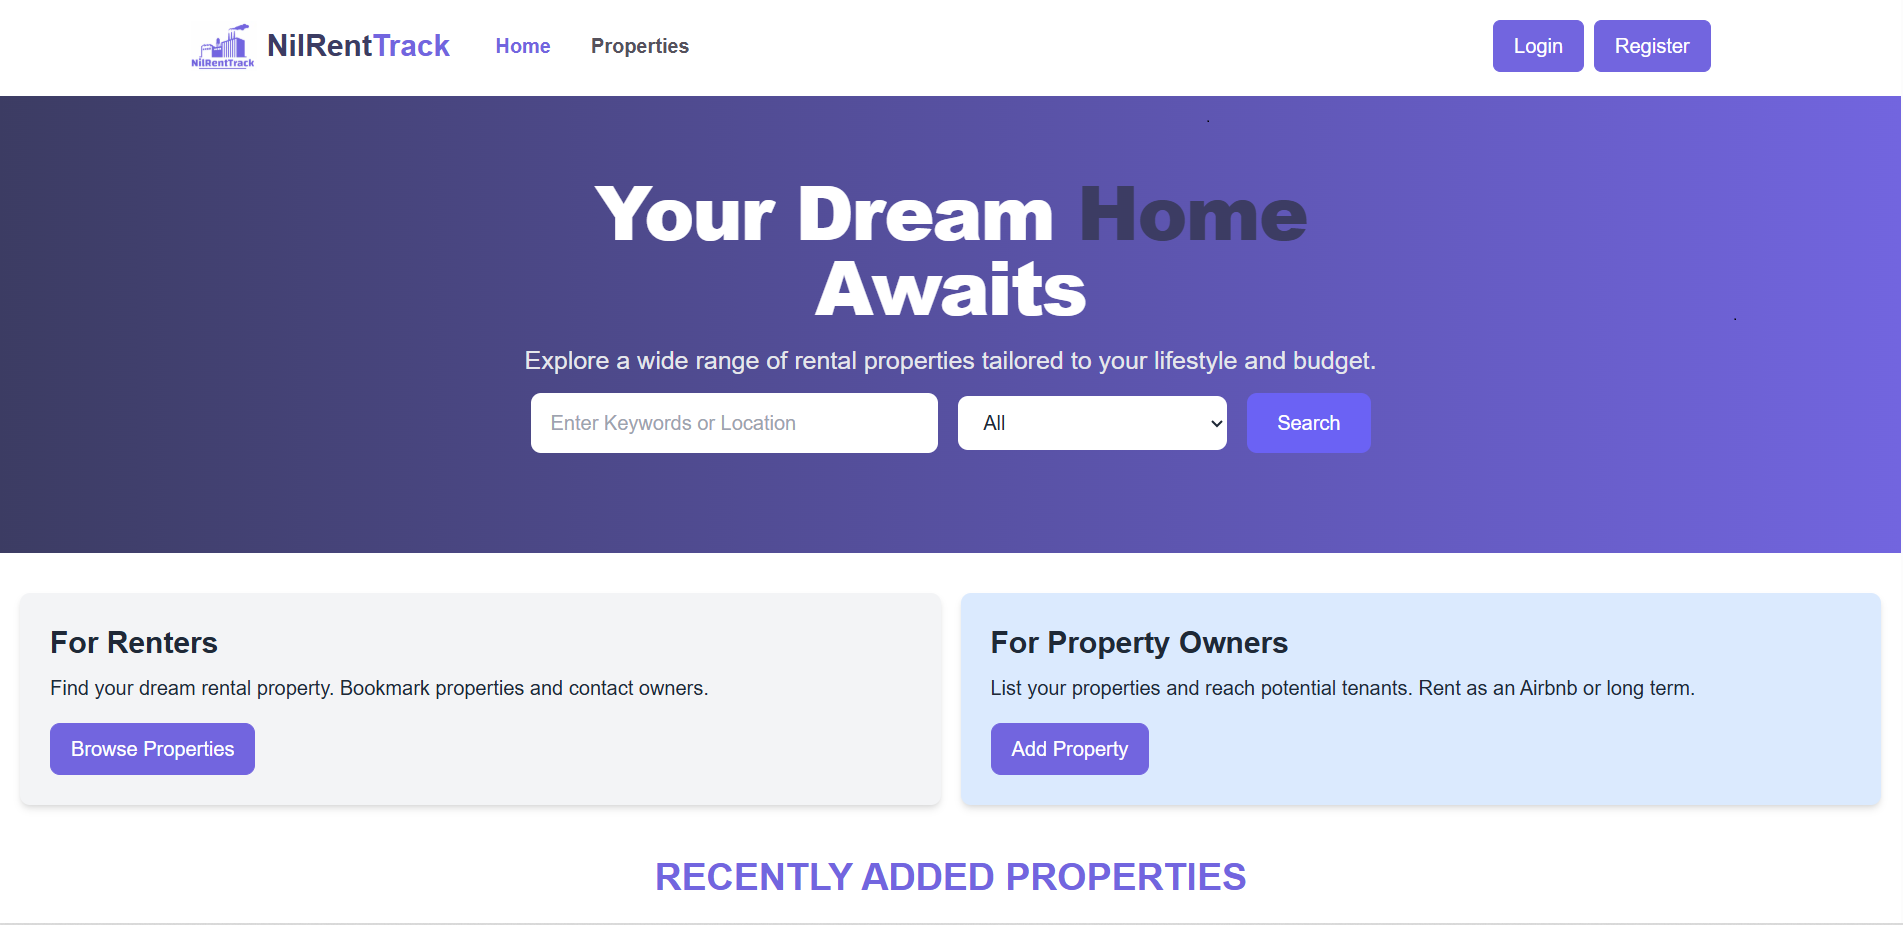 NilRentTrack
NilRentTrack
Home
Properties
Login
Register
Your Dream Home
Awaits
Explore a wide range of rental properties tailored to your lifestyle and budget.
Enter Keywords or Location
All
Search
For Renters
Find your dream rental property. Bookmark properties and contact owners.
Browse Properties
For Property Owners
List your properties and reach potential tenants. Rent as an Airbnb or long term.
Add Property
RECENTLY ADDED PROPERTIES